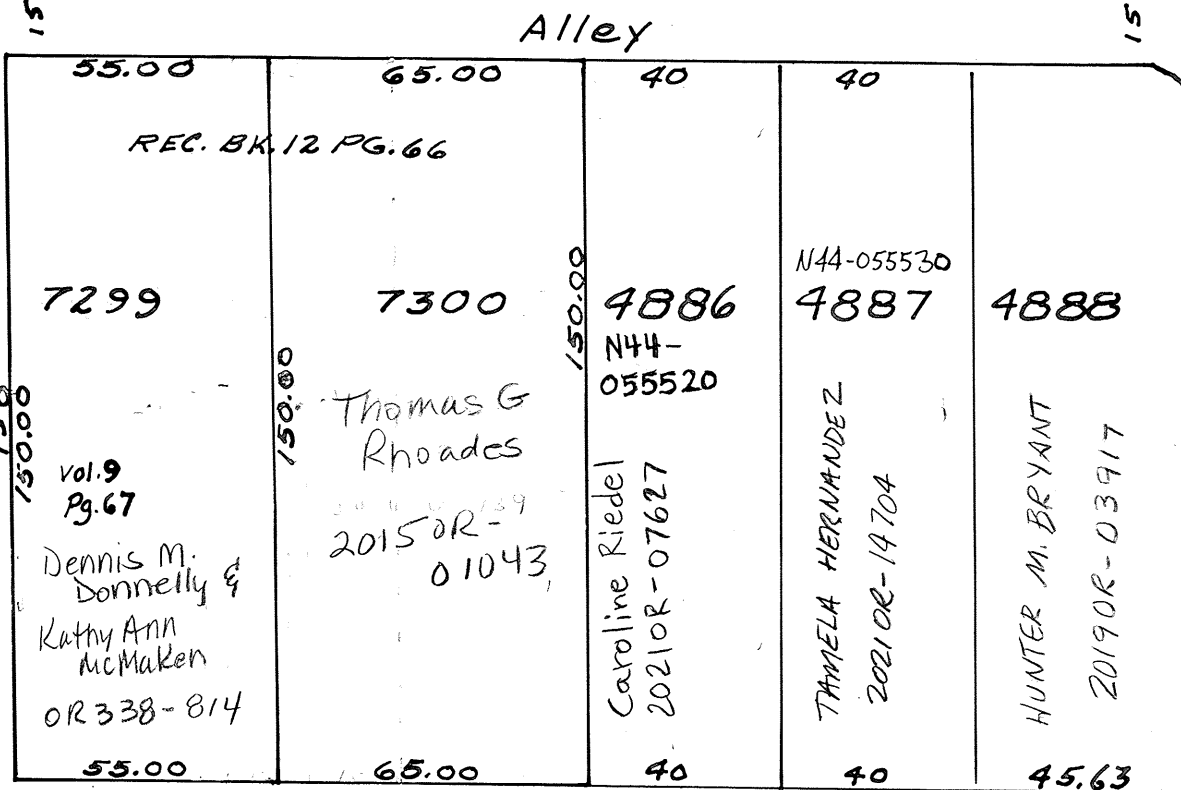 15
Alley
15
55.00
65.00
40
40
REC. BK.12 PG.66
7299
150.00
vol.9
Pg.67
Dennis M.
Donnelly &
Kathy Ann
McMaken
OR338-814
55.00
7300
150.00
Thomas G
Rhoades
2015OR-
01043
65.00
150.00
4886
N44-
055520
Caroline Riedel
2021OR-07627
40
N44-055530
4887
TAMELA HERNANDEZ
2021OR-14704
40
4888
HUNTER M. BRYANT
2019OR-03917
45.63